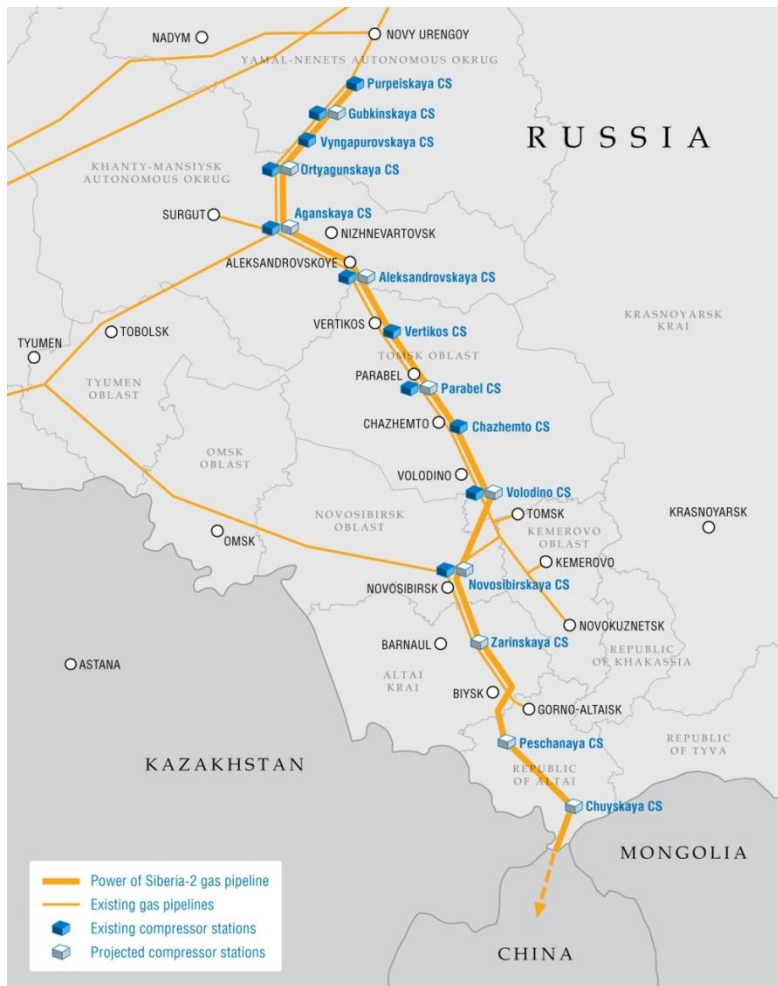 NADYM
NOVY URENGOY
YAMAL-NENETS AUTONOMOUS OKRUG
Purpeiskaya CS
Gubkinskaya CS
Vyngapurovskaya CS
RUSSIA
KHANTY-MANSIYSK
AUTONOMOUS OKRUG
Ortyagunskaya CS
SURGUT
Aganskaya CS
NIZHNEVARTOVSK
ALEKSANDROVSKOYE
Aleksandrovskaya CS
KRASNOYARSK
KRAI
VERTIKOS
Vertikos CS
TOBOLSK
TYUMEN
TOMSK OBLAST
PARABEL
Parabel CS
TYUMEN
OBLAST
CHAZHEMTO
Chazhemto CS
OMSK
OBLAST
VOLODINO
Volodino CS
NOVOSIBIRSK
OBLAST
TOMSK
KRASNOYARSK
KEMEROVO
OBLAST
OMSK
KEMEROVO
Novosibirskaya CS
NOVOSIBIRSK
NOVOKUZNETSK
BARNAUL
Zarinskaya CS
REPUBLIC
OF KHAKASSIA
ASTANA
ALTAI
KRAI
BIYSK
GORNO-ALTAISK
Peschanaya CS
REPUBLIC
OF TYVA
KAZAKHSTAN
REPUBLIC
OF ALTAI
Chuyskaya CS
MONGOLIA
Power of Siberia-2 gas pipeline
Existing gas pipelines
Existing compressor stations
Projected compressor stations
CHINA